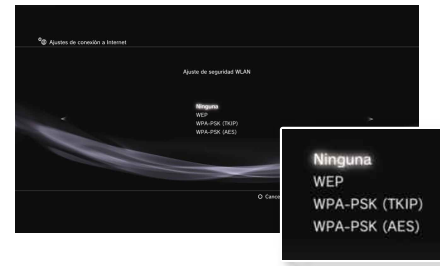 Ajustes de conexión a Internet
Ajuste de seguridad WLAN
Ninguna
WEP
WPA-PSK (TKIP)
WPA-PSK (AES)
Cance
Ninguna
WEP
WPA-PSK (TKIP)
WPA-PSK (AES)